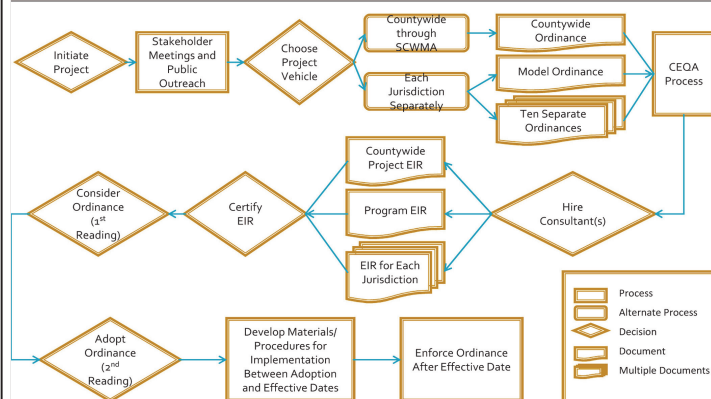 Initiate
Project
Stakeholder
Meetings and
Public
Outreach
Choose
Project
Vehicle
Countywide
through
SCWMA
Each
Jurisdiction
Separately
Countywide
Ordinance
Model Ordinance
Ten Separate
Ordinances
CEQA
Process
Consider
Ordinance
(1st
Reading)
Certify
EIR
Countywide
Project EIR
Program EIR
EIR for Each
Jurisdiction
Hire
Consultant(s)
Adopt
Ordinance
(2nd
Reading)
Develop Materials/
Procedures for
Implementation
Between Adoption
and Effective Dates
Enforce Ordinance
After Effective Date
Process
Alternate Process
Decision
Document
Multiple Documents